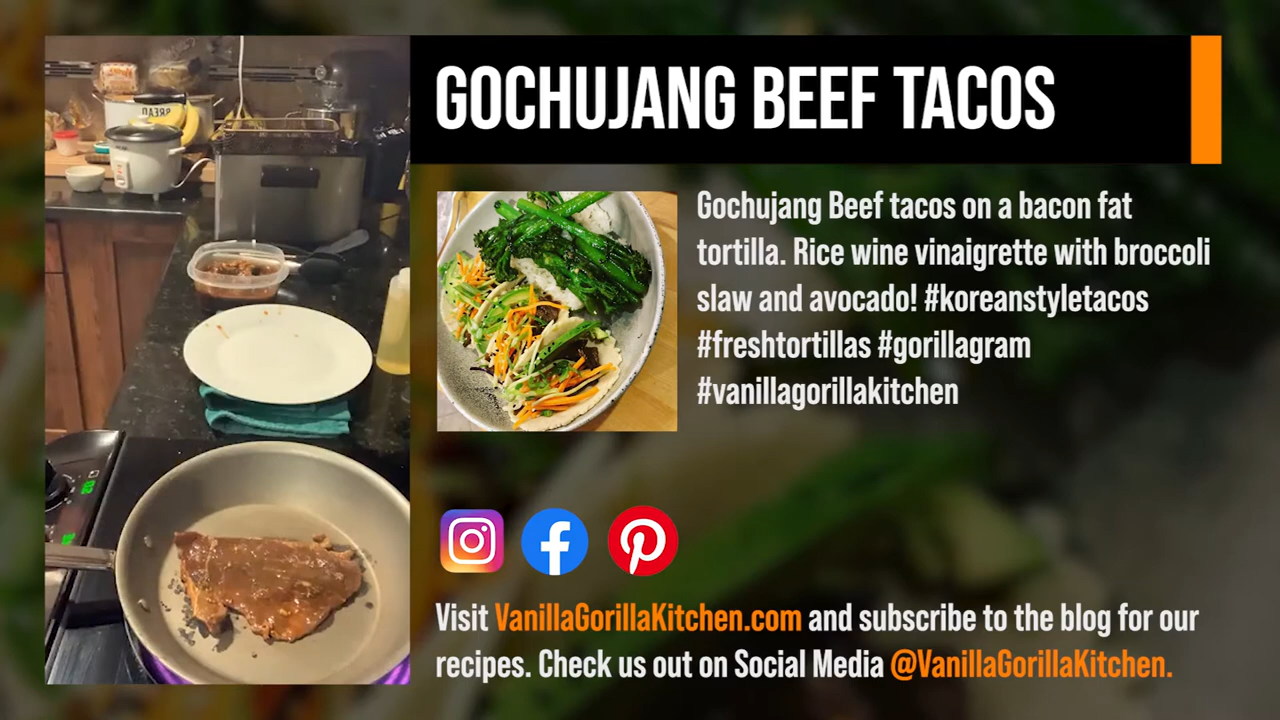 GOCHUJANG BEEF TACOS
Gochujang Beef tacos on a bacon fat
tortilla. Rice wine vinaigrette with broccoli
slaw and avocado! #koreanstyletacos
#freshtortillas #gorillagram
#vanillagorillakitchen
Visit VanillaGorillaKitchen.com and subscribe to the blog for our
recipes. Check us out on Social Media @VanillaGorillaKitchen.
BREAD